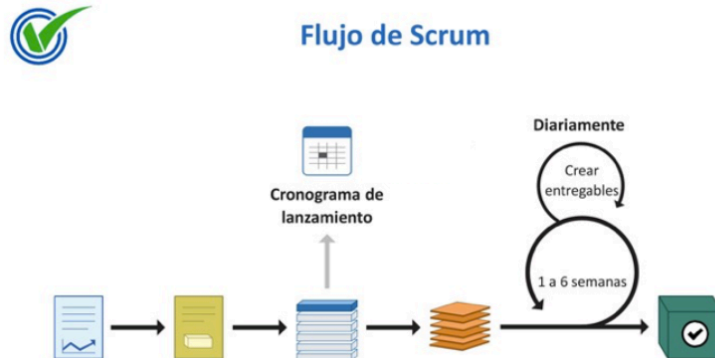 Flujo de Scrum
Diariamente
Crear
entregables
Cronograma de
lanzamiento
1 a 6 semanas